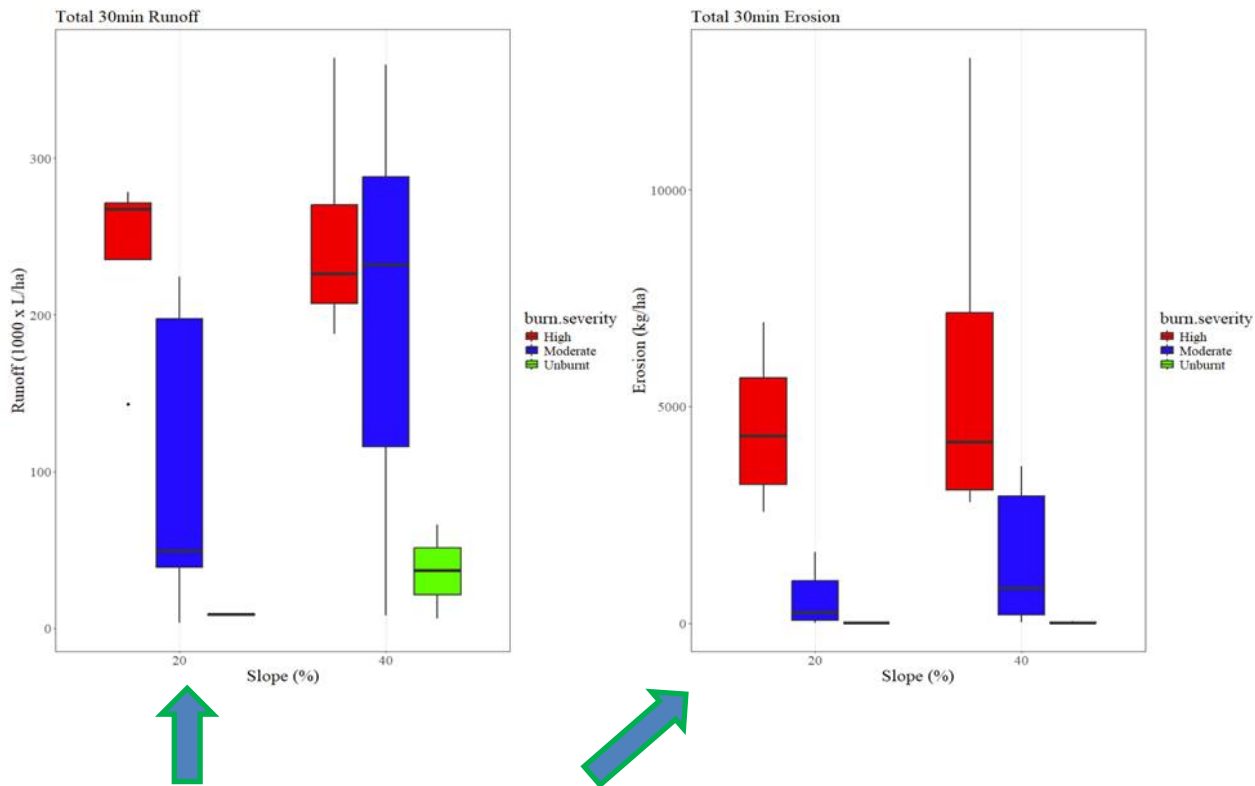 Total 30min Runoff
Runoff (1000 x L/ha)
300
200
100
0
20
40
Slope (%)
burn.severity
High
Moderate
Unburnt
Total 30min Erosion
Erosion (kg/ha)
10000
5000
0
20
40
Slope (%)
burn.severity
High
Moderate
Unburnt